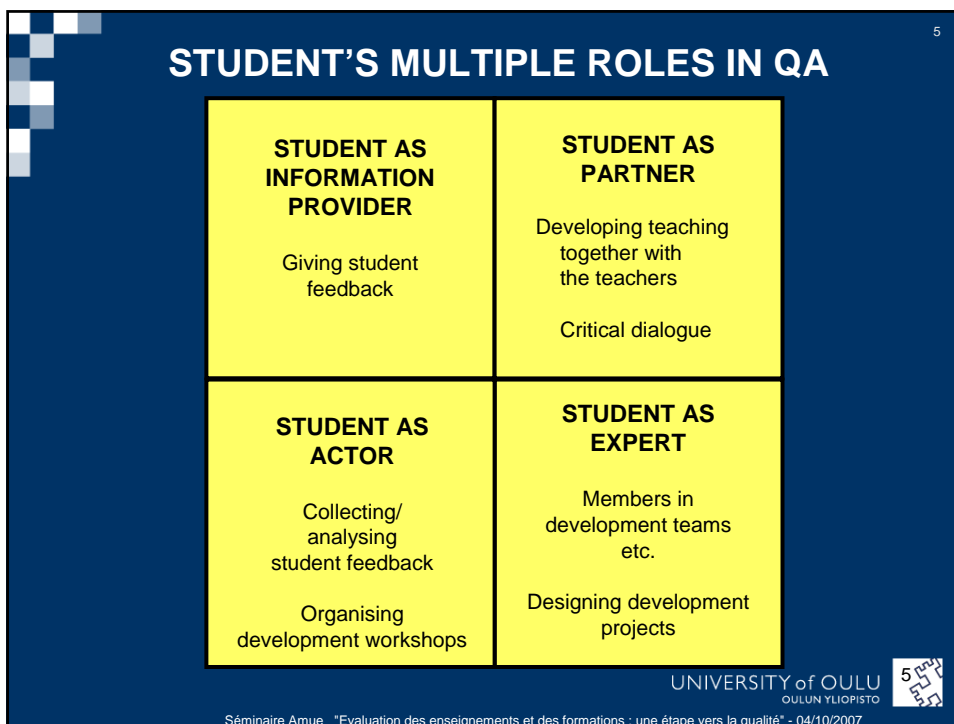 5
STUDENT’S MULTIPLE ROLES IN QA
STUDENT AS
INFORMATION
PROVIDER
Giving student
feedback
STUDENT AS
PARTNER
Developing teaching
together with
the teachers
Critical dialogue
STUDENT AS
ACTOR
Collecting/
analysing
student feedback
Organising
development workshops
STUDENT AS
EXPERT
Members in
development teams
etc.
Designing development
projects
UNIVERSITY of OULU
OULUN YLIOPISTO
5
Séminaire Amue "Evaluation des enseignements et des formations : une étape vers la qualité" - 04/10/2007